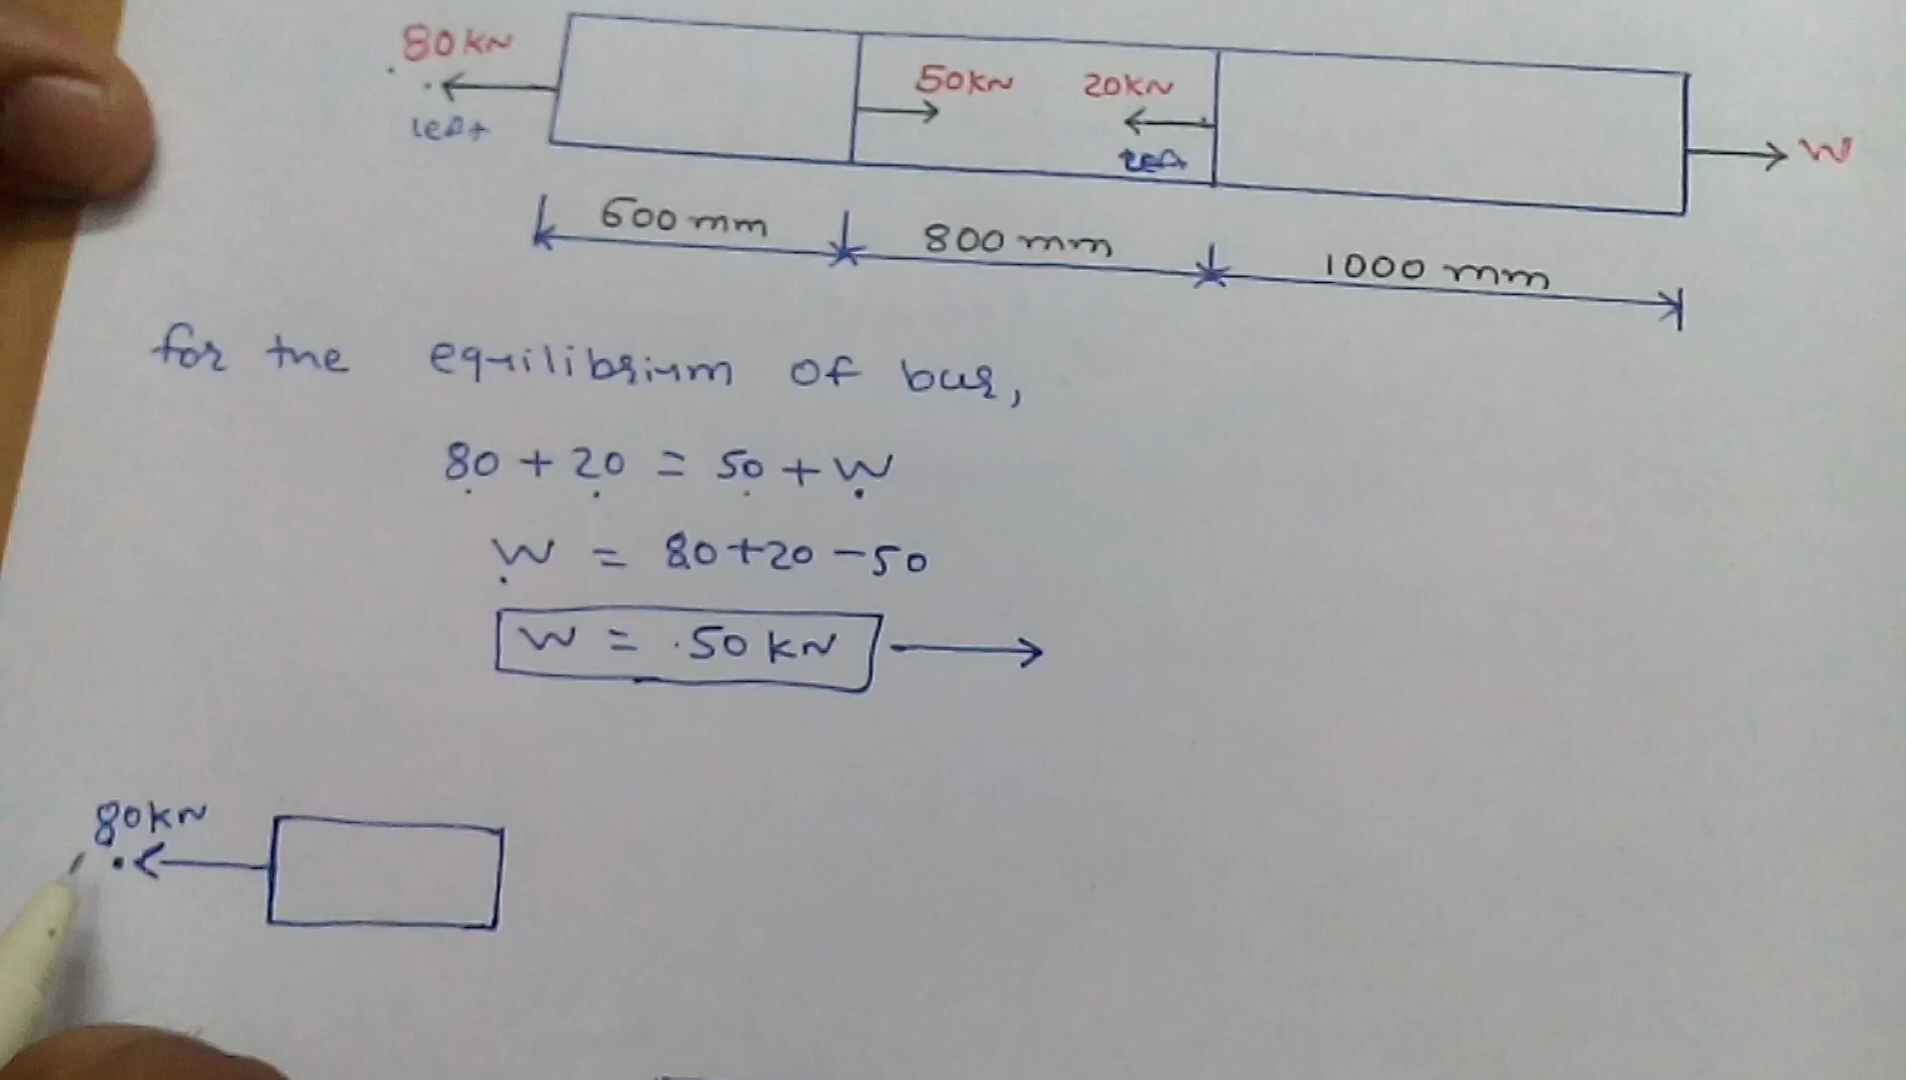 80 kN
50 kN 20 kN
left
W
600 mm
800 mm
1000 mm
for the equilibrium of bar,
80 + 20 = 50 + W
W = 80 + 20 - 50
W = 50 kN
80 kN